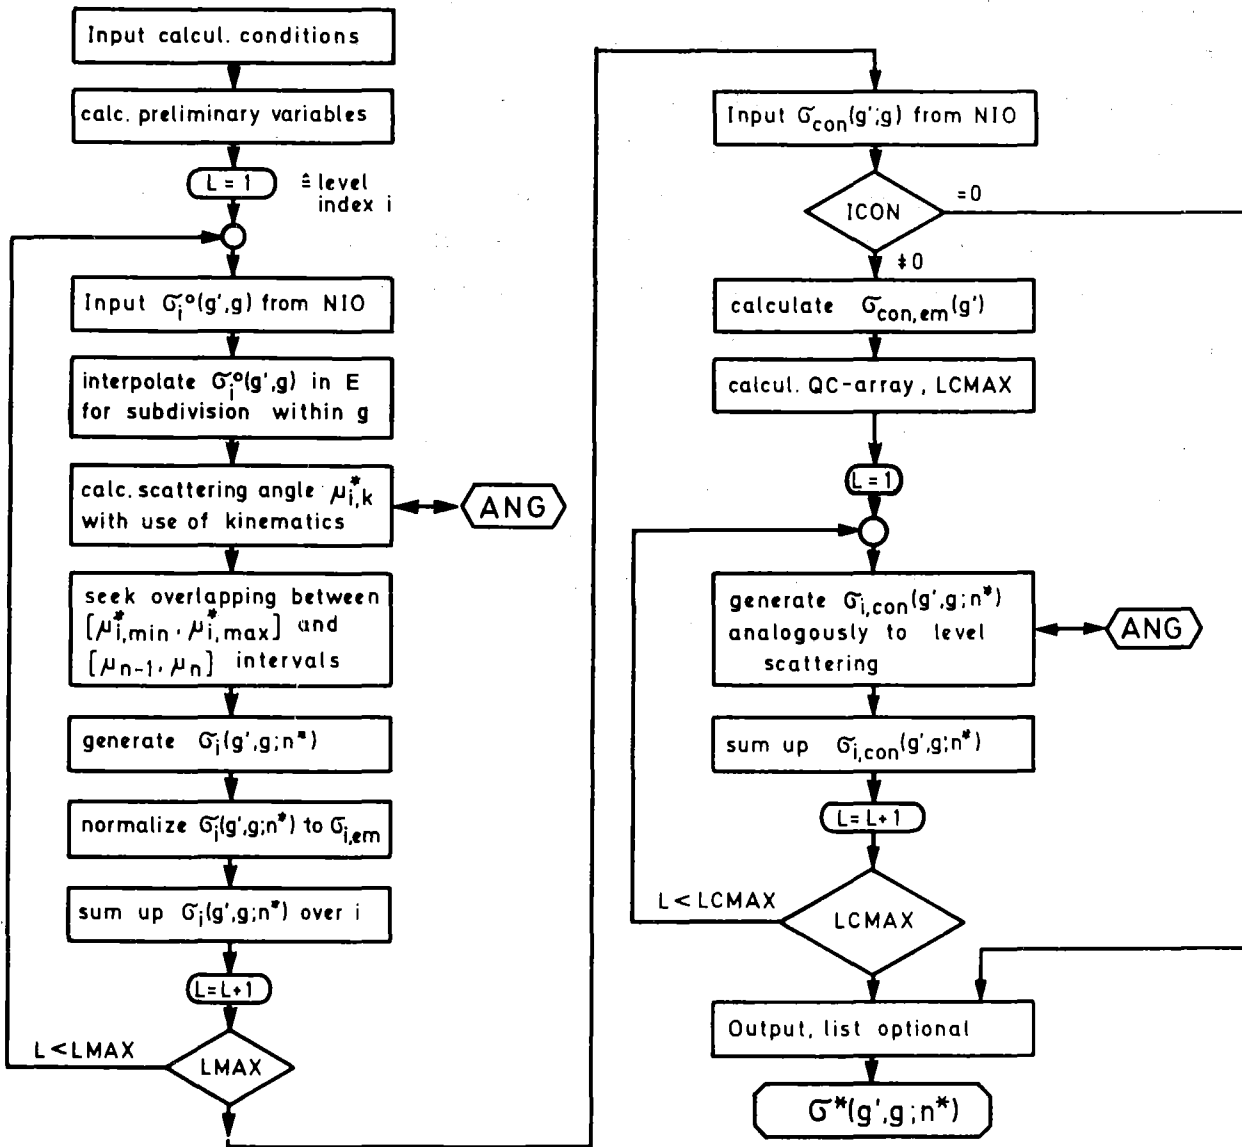 Input calcul. conditions
calc. preliminary variables
L = 1
≙ level
index i
Input σᵢ°(g',g) from NIO
interpolate σᵢ°(g',g) in E
for subdivision within g
calc. scattering angle μ*i,k
with use of kinematics
ANG
seek overlapping between
[μ*i,min , μ*i,max] and
[μn-1, μn] intervals
generate σᵢ(g',g;n*)
normalize σᵢ(g',g;n*) to σi,em
sum up σᵢ(g',g;n*) over i
L=L+1
L<LMAX
LMAX
Input σcon(g';g) from NIO
ICON
=0
≠0
calculate σcon,em(g')
calcul. QC-array, LCMAX
L = 1
generate σi,con(g',g;n*)
analogously to level
scattering
ANG
sum up σi,con(g',g;n*)
L=L+1
L<LCMAX
LCMAX
Output, list optional
σ*(g',g;n*)